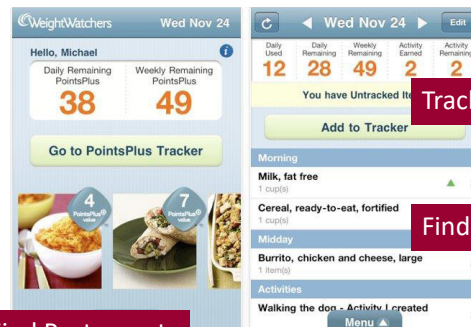 WeightWatchers Wed Nov 24
Hello, Michael
Daily Remaining PointsPlus
38
Weekly Remaining PointsPlus
49
Go to PointsPlus Tracker
4
PointsPlus®
value
7
PointsPlus®
value
Restaurant
Wed Nov 24 Edit
Daily Used
12
Daily Remaining
28
Weekly Remaining
49
Activity Earned
2
Activity Remaining
2
You have Untracked
Track
Add to Tracker
Morning
Milk, fat free
1 cup(s)
Cereal, ready-to-eat, fortified
1 cup(s)
Find
Midday
Burrito, chicken and cheese, large
1 item(s)
Activities
Walking the dog - Activity I created
Menu